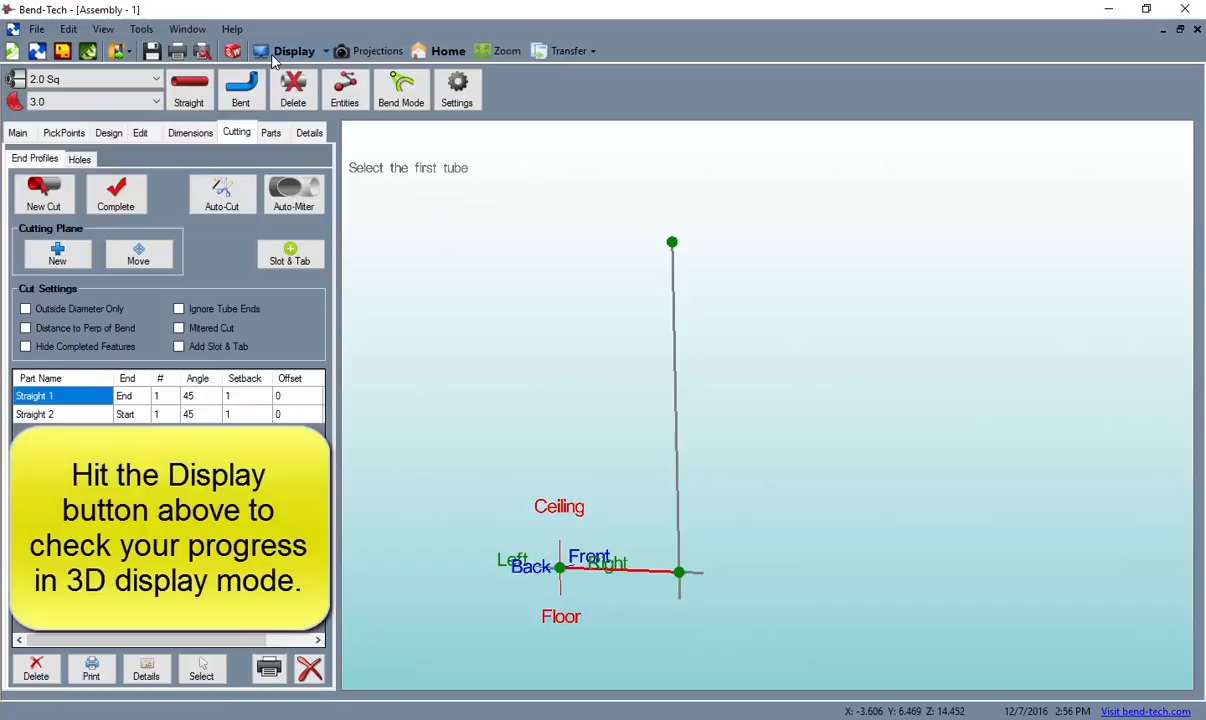 Bend-Tech - [Assembly - 1]
File Edit View Tools Window Help
Display Projections Home Zoom Transfer
2.0 Sq
3.0
Straight Bent Delete Entities Bend Mode Settings
Main PickPoints Design Edit Dimensions Cutting Parts Details
End Profiles Holes
New Cut Complete Auto-Cut Auto-Miter
Cutting Plane
New Move Slot & Tab
Cut Settings
Outside Diameter Only Ignore Tube Ends
Distance to Perp of Bend Mitered Cut
Hide Completed Features Add Slot & Tab
Part Name End # Angle Setback Offset
Straight 1 End 1 45 1 0
Straight 2 Start 1 45 1 0
Hit the Display
button above to
check your progress
in 3D display mode.
Delete Print Details Select
Select the first tube
Ceiling
Left Front Right
Back
Floor
X: -3.606 Y: 6.469 Z: 14.452 12/7/2016 2:56 PM Visit bend-tech.com